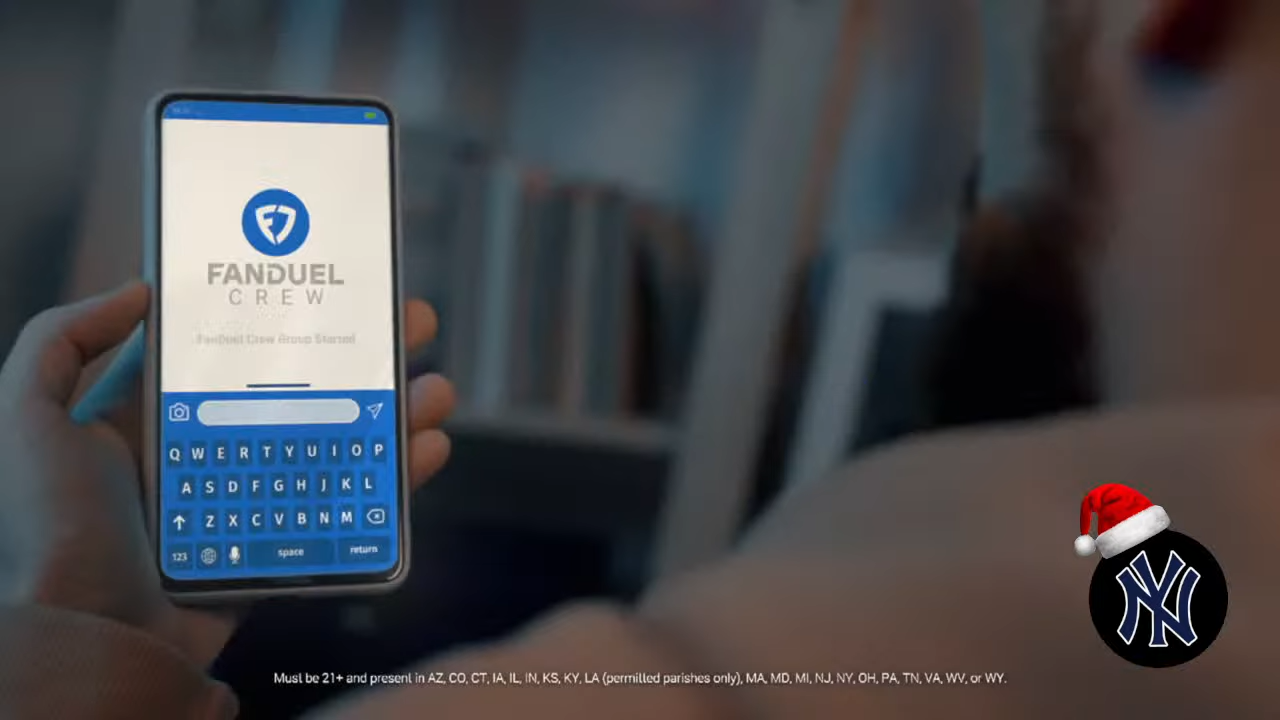 FANDUEL
CREW
FanDuel Crew Group Started
Q W E R T Y U I O P
A S D F G H J K L
Z X C V B N M
123 space return
NY
Must be 21+ and present in AZ, CO, CT, IA, IL, IN, KS, KY, LA (permitted parishes only), MA, MD, MI, NJ, NY, OH, PA, TN, VA, WV, or WY.